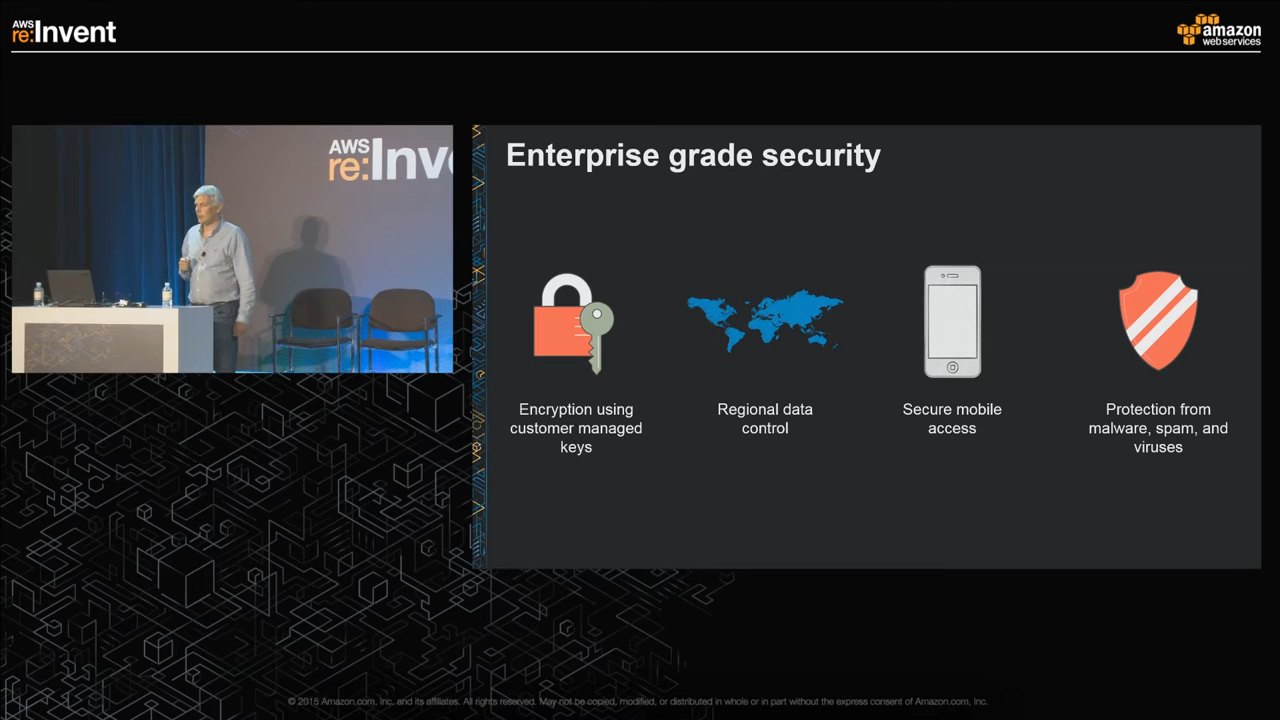 AWS
re:Invent
amazon
web services
AWS
re:Inv
Enterprise grade security
Encryption using
customer managed
keys
Regional data
control
Secure mobile
access
Protection from
malware, spam, and
viruses
© 2015 Amazon.com, Inc. and its affiliates. All rights reserved. May not be copied, modified, or distributed in whole or in part without the express consent of Amazon.com, Inc.